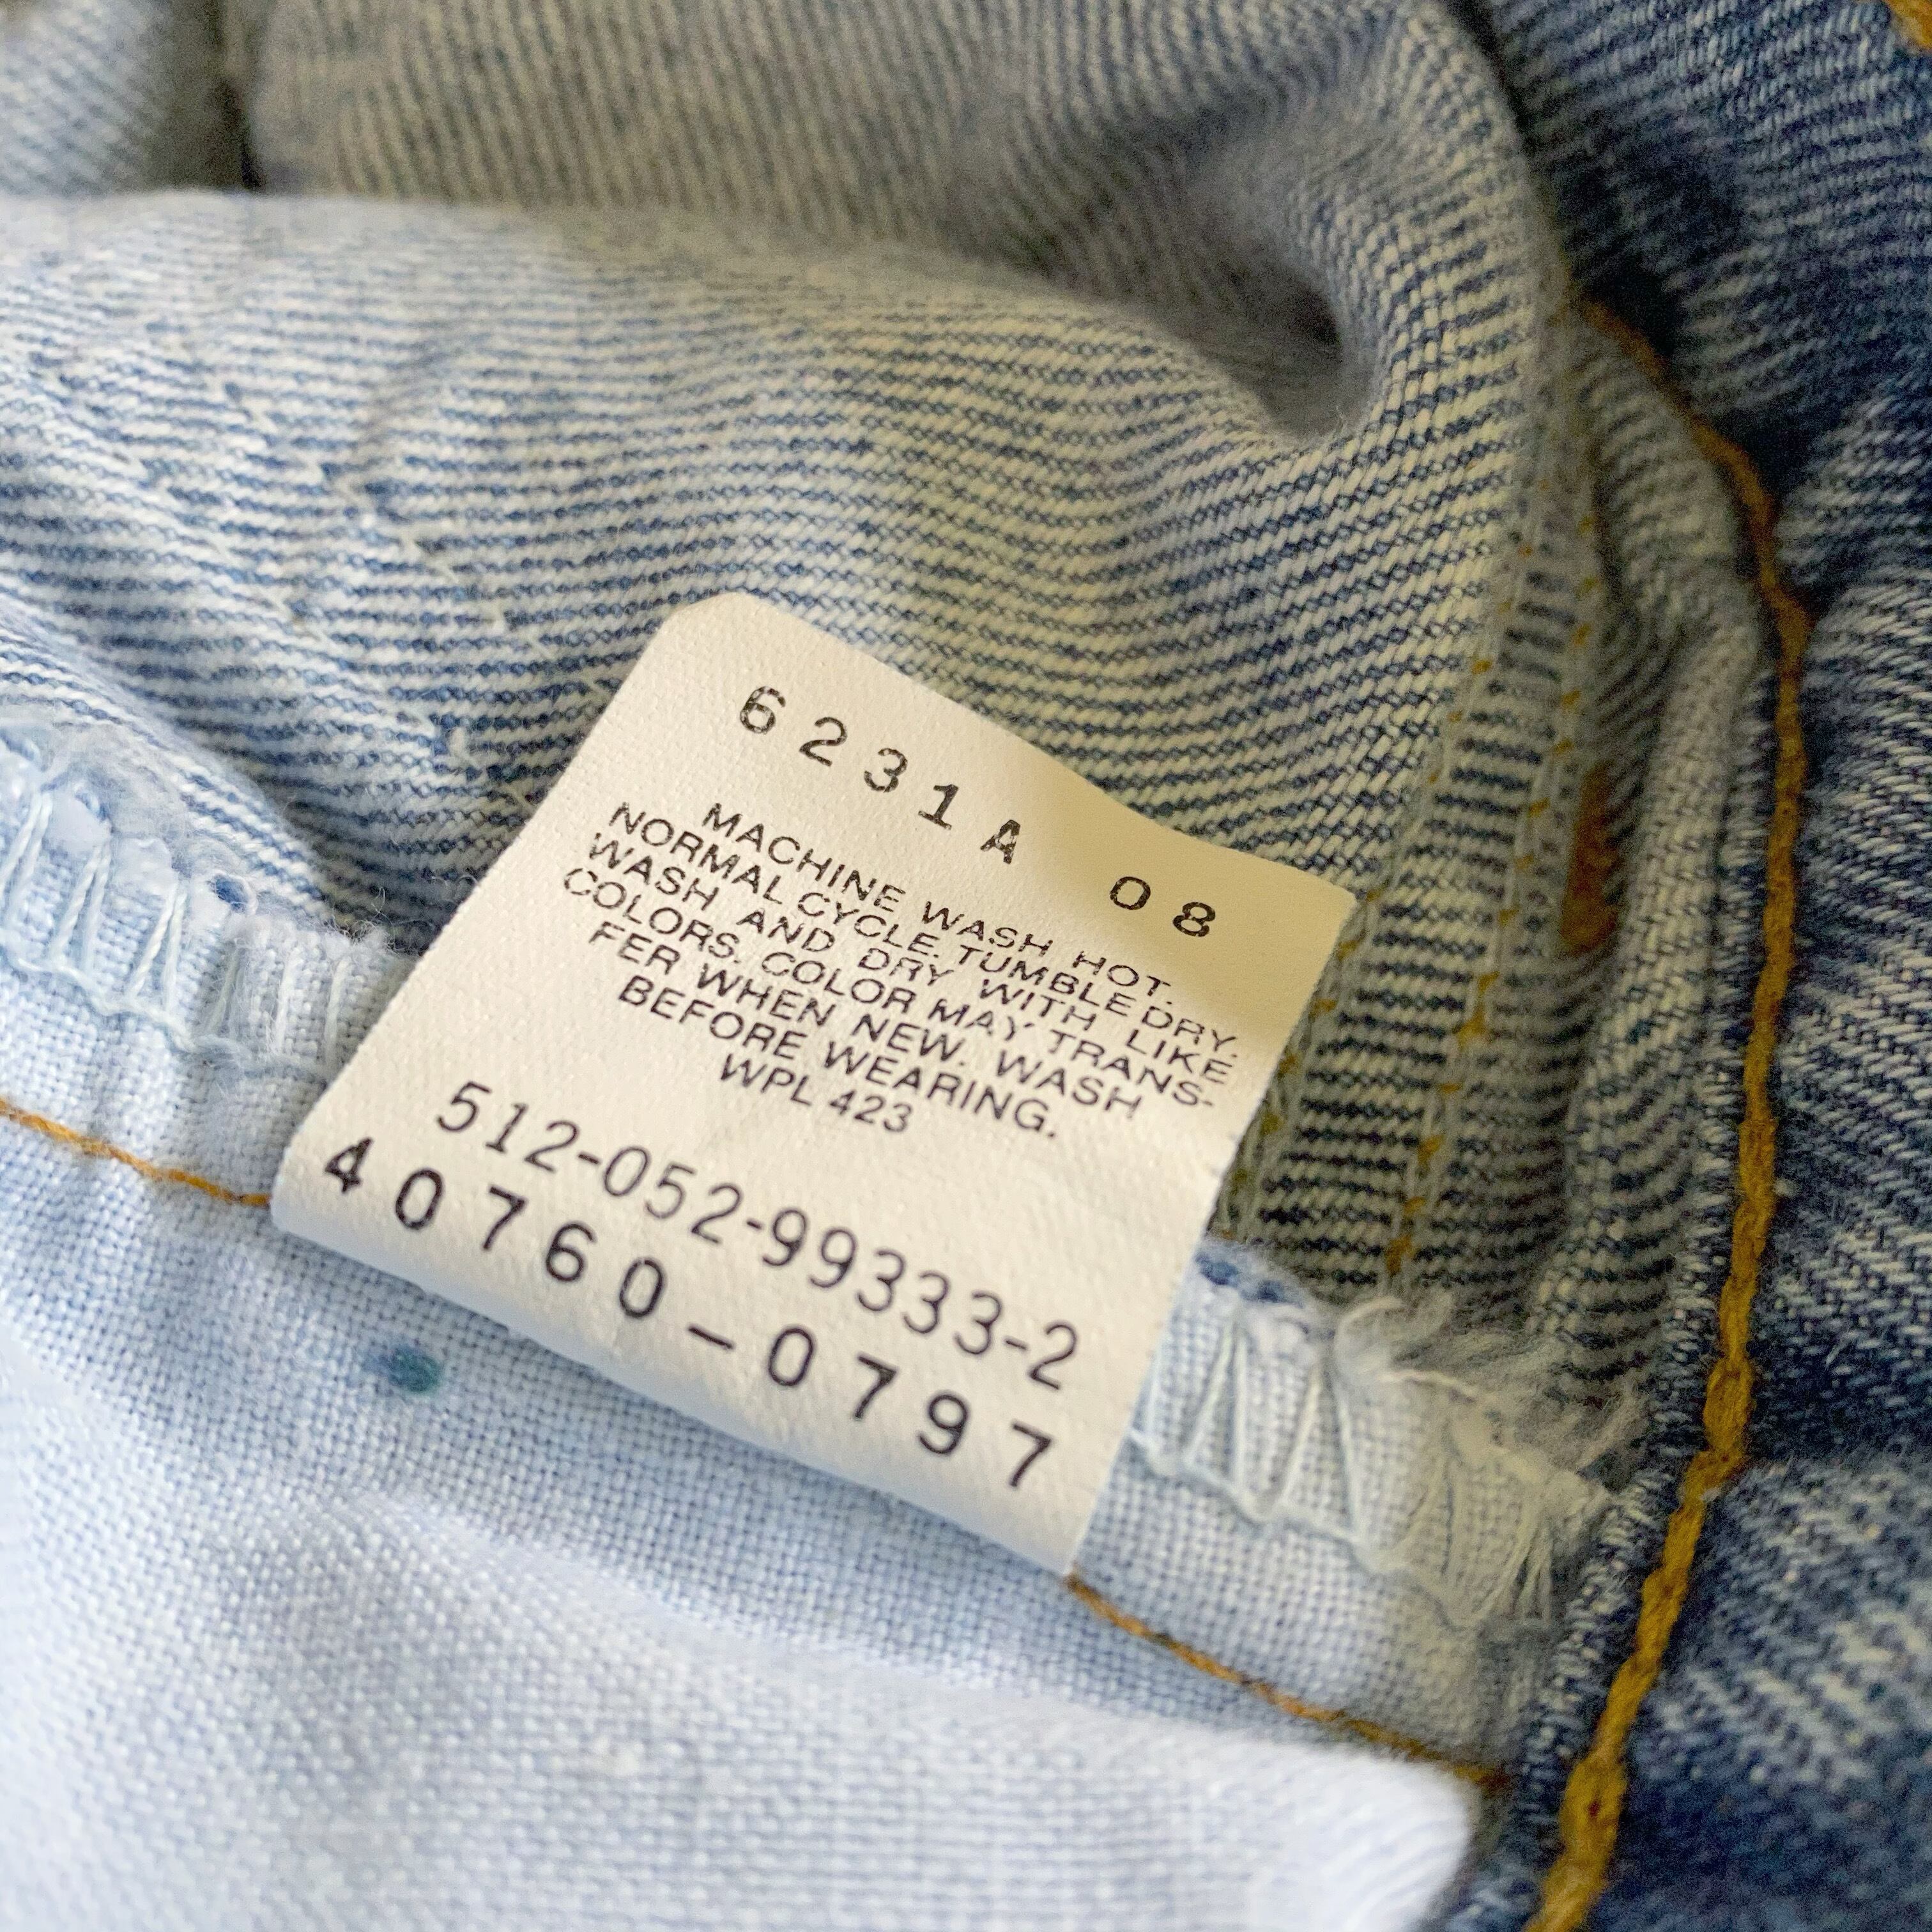 6231A 08
MACHINE WASH HOT.
NORMAL CYCLE. TUMBLE DRY.
WASH AND DRY WITH LIKE
COLORS. COLOR MAY TRANS-
FER WHEN NEW. WASH
BEFORE WEARING.
WPL 423
512-052-99333-2
40760-0797